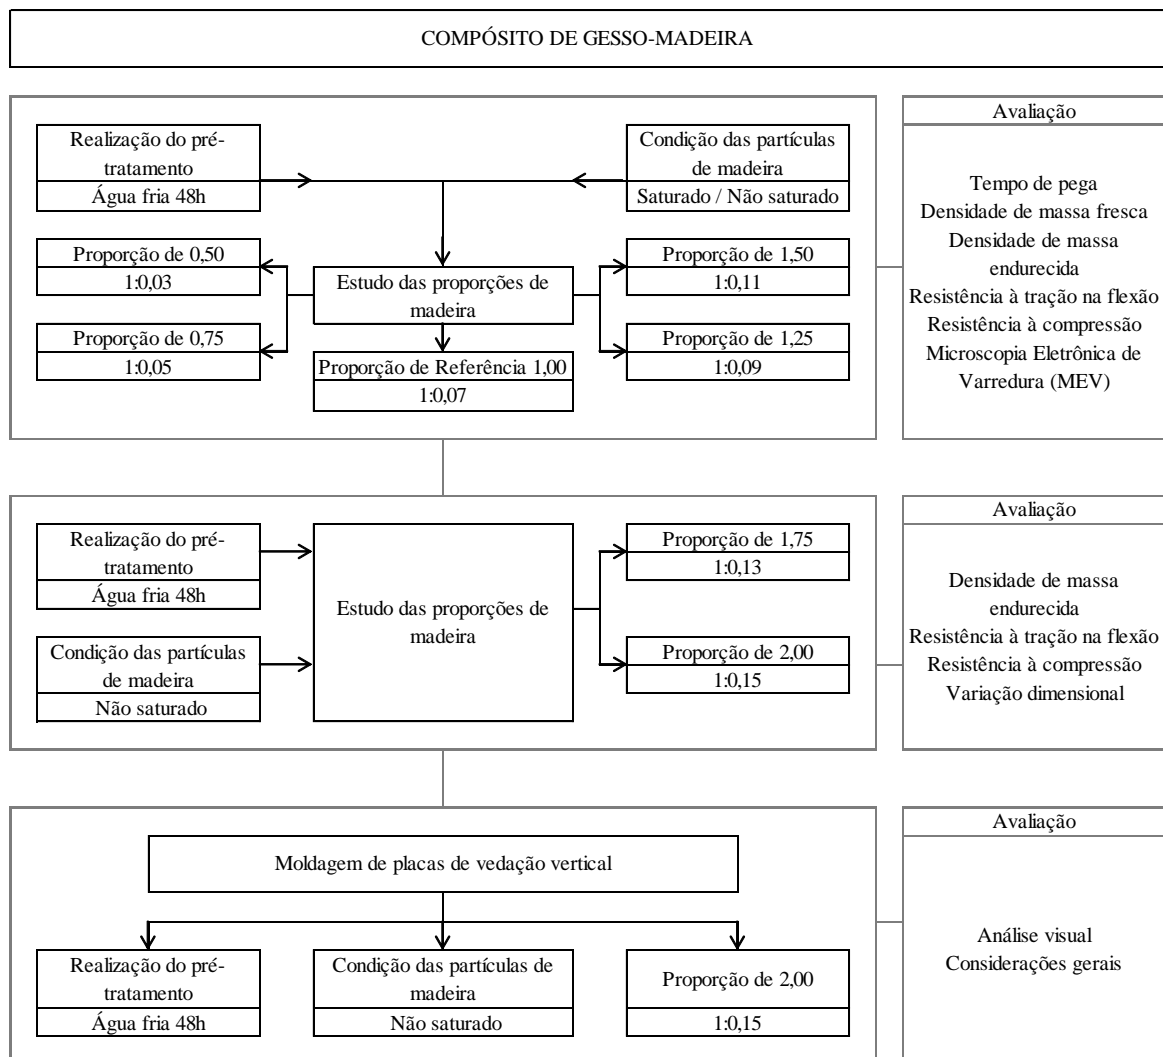 COMPÓSITO DE GESSO-MADEIRA
Realização do pré-
tratamento
Água fria 48h
Condição das partículas
de madeira
Saturado / Não saturado
Proporção de 0,50
1:0,03
Proporção de 0,75
1:0,05
Estudo das proporções de
madeira
Proporção de Referência 1,00
1:0,07
Proporção de 1,50
1:0,11
Proporção de 1,25
1:0,09
Avaliação
Tempo de pega
Densidade de massa fresca
Densidade de massa
endurecida
Resistência à tração na flexão
Resistência à compressão
Microscopia Eletrônica de
Varredura (MEV)
Realização do pré-
tratamento
Água fria 48h
Condição das partículas
de madeira
Não saturado
Estudo das proporções de
madeira
Proporção de 1,75
1:0,13
Proporção de 2,00
1:0,15
Avaliação
Densidade de massa
endurecida
Resistência à tração na flexão
Resistência à compressão
Variação dimensional
Moldagem de placas de vedação vertical
Realização do pré-
tratamento
Água fria 48h
Condição das partículas de
madeira
Não saturado
Proporção de 2,00
1:0,15
Avaliação
Análise visual
Considerações gerais